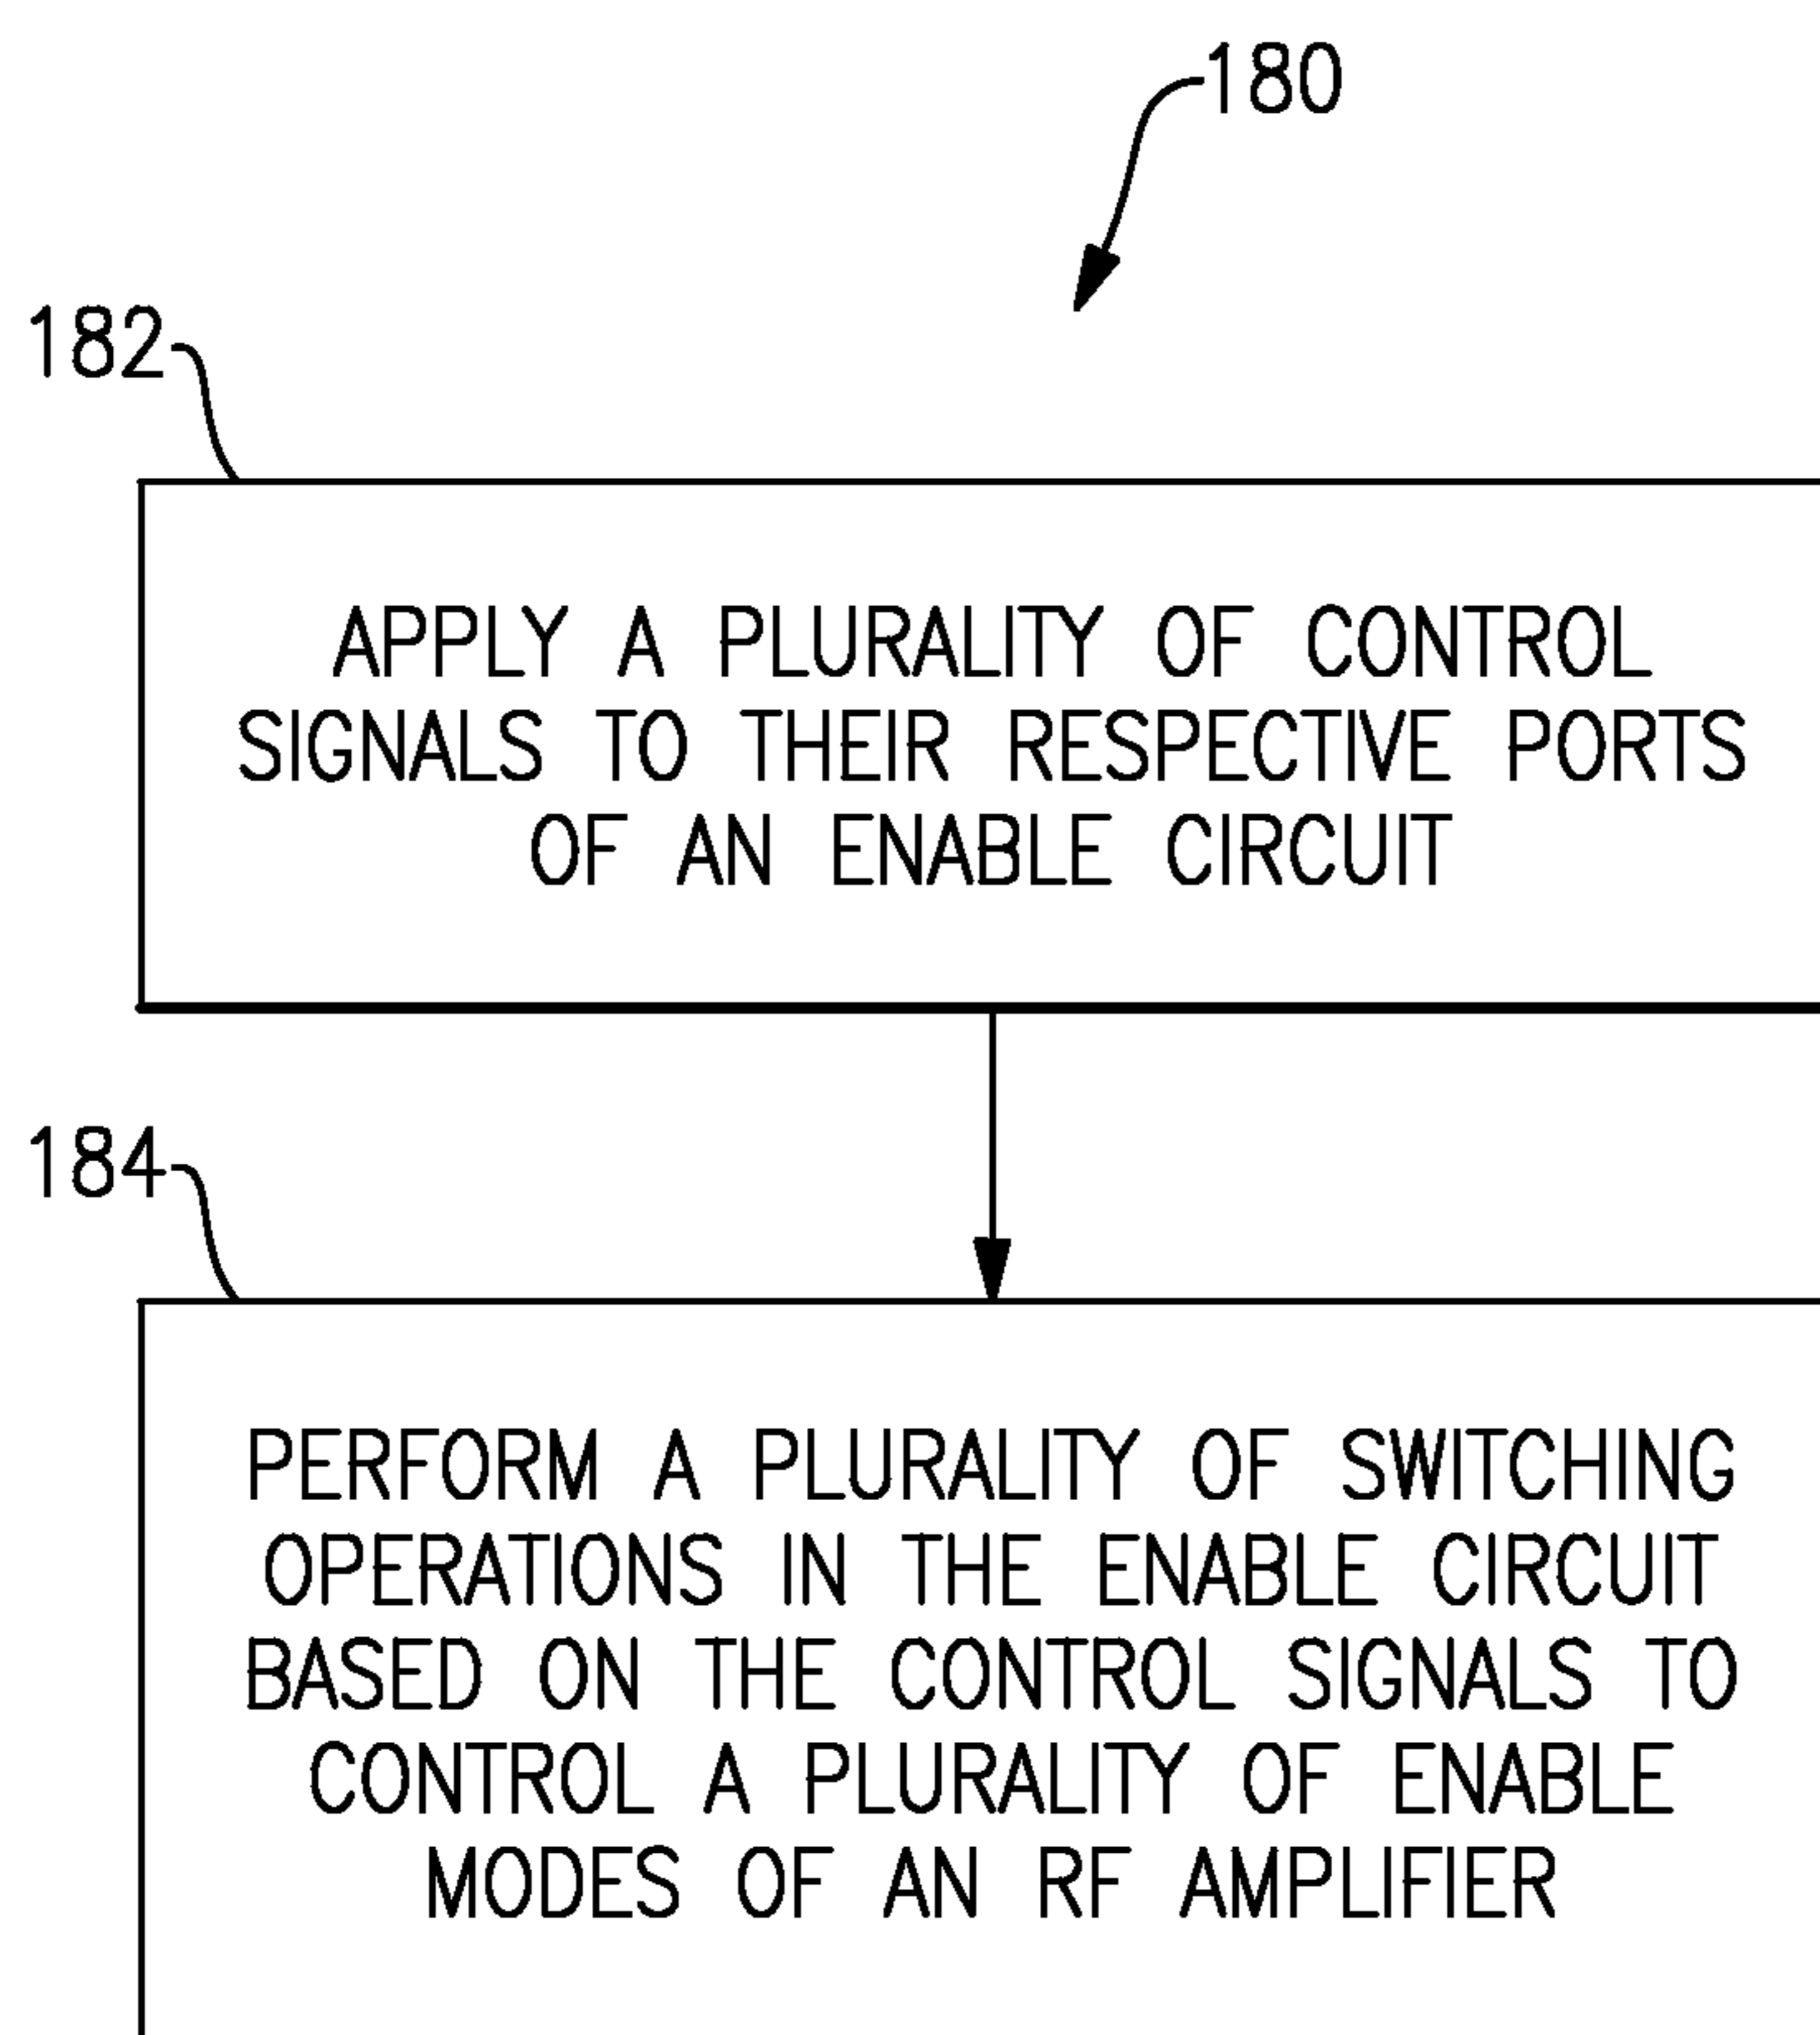 180
182
APPLY A PLURALITY OF CONTROL
SIGNALS TO THEIR RESPECTIVE PORTS
OF AN ENABLE CIRCUIT
184
PERFORM A PLURALITY OF SWITCHING
OPERATIONS IN THE ENABLE CIRCUIT
BASED ON THE CONTROL SIGNALS TO
CONTROL A PLURALITY OF ENABLE
MODES OF AN RF AMPLIFIER